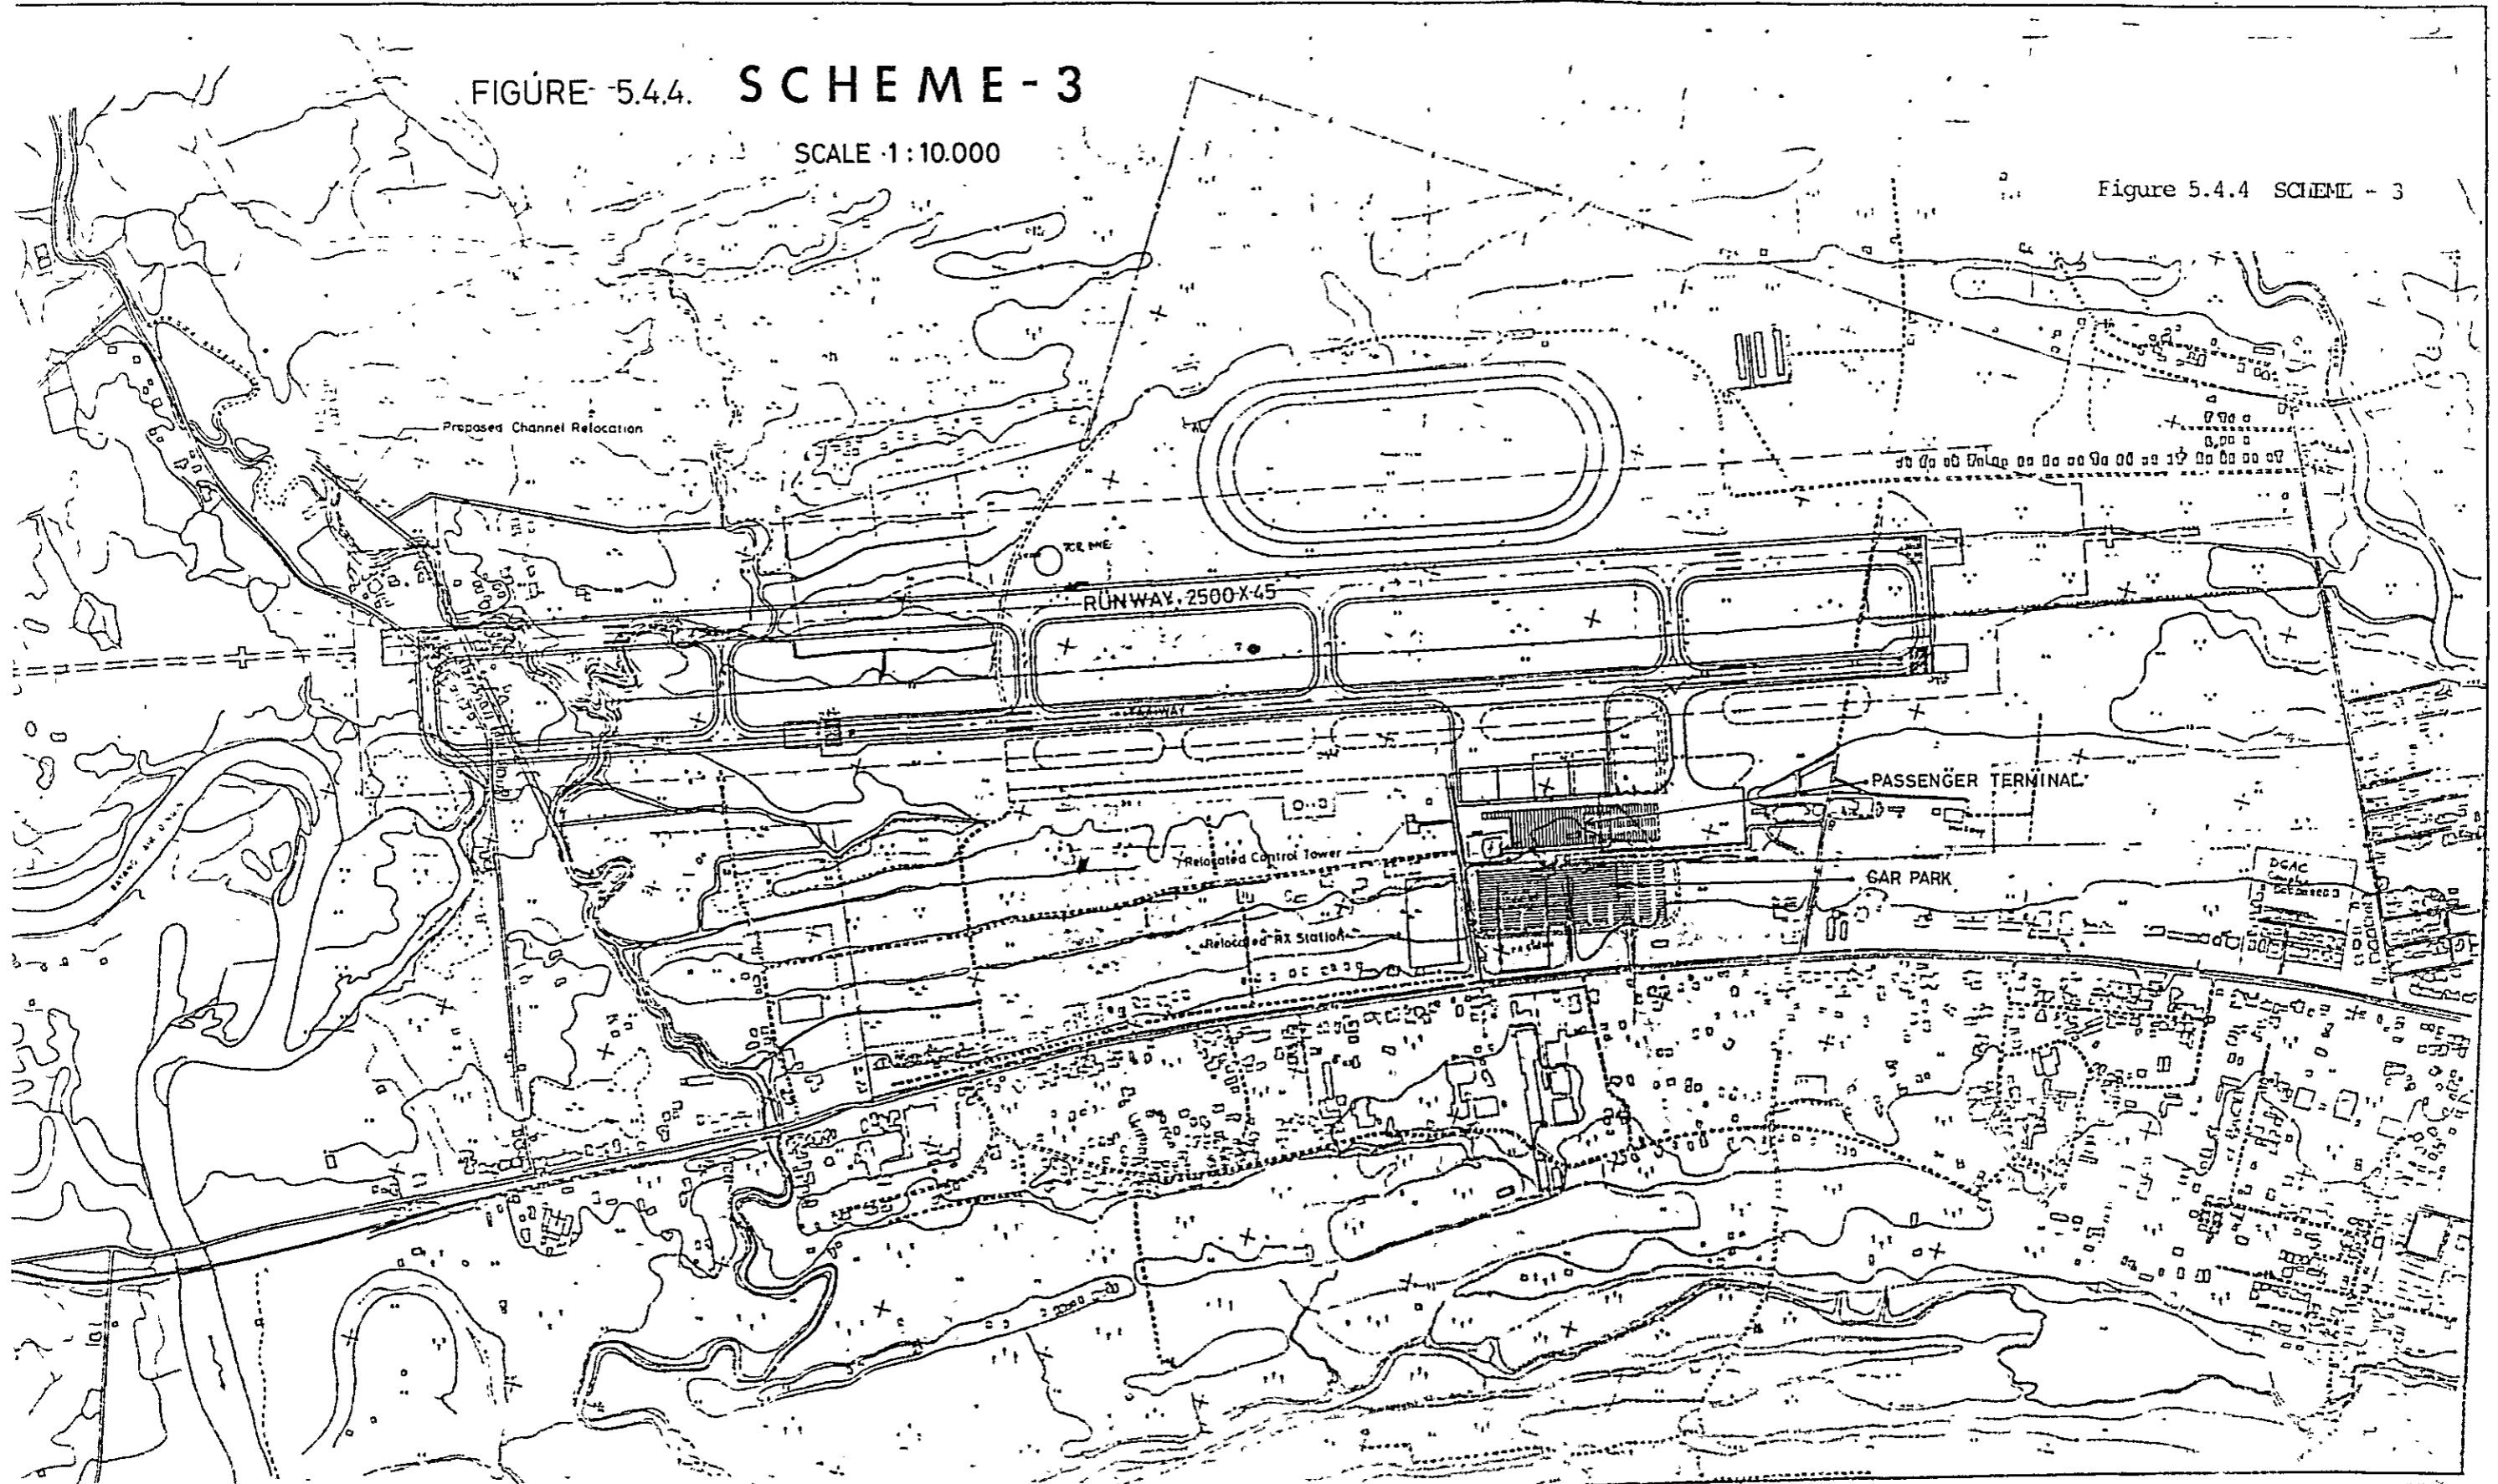 FIGURE 5.4.4. SCHEME-3
SCALE 1:10.000
Figure 5.4.4 SCHEME - 3
Proposed Channel Relocation
RUNWAY 2500 X 45
PASSENGER TERMINAL
Relocated Control Tower
CAR PARK
DGAC
Relocated RX Station